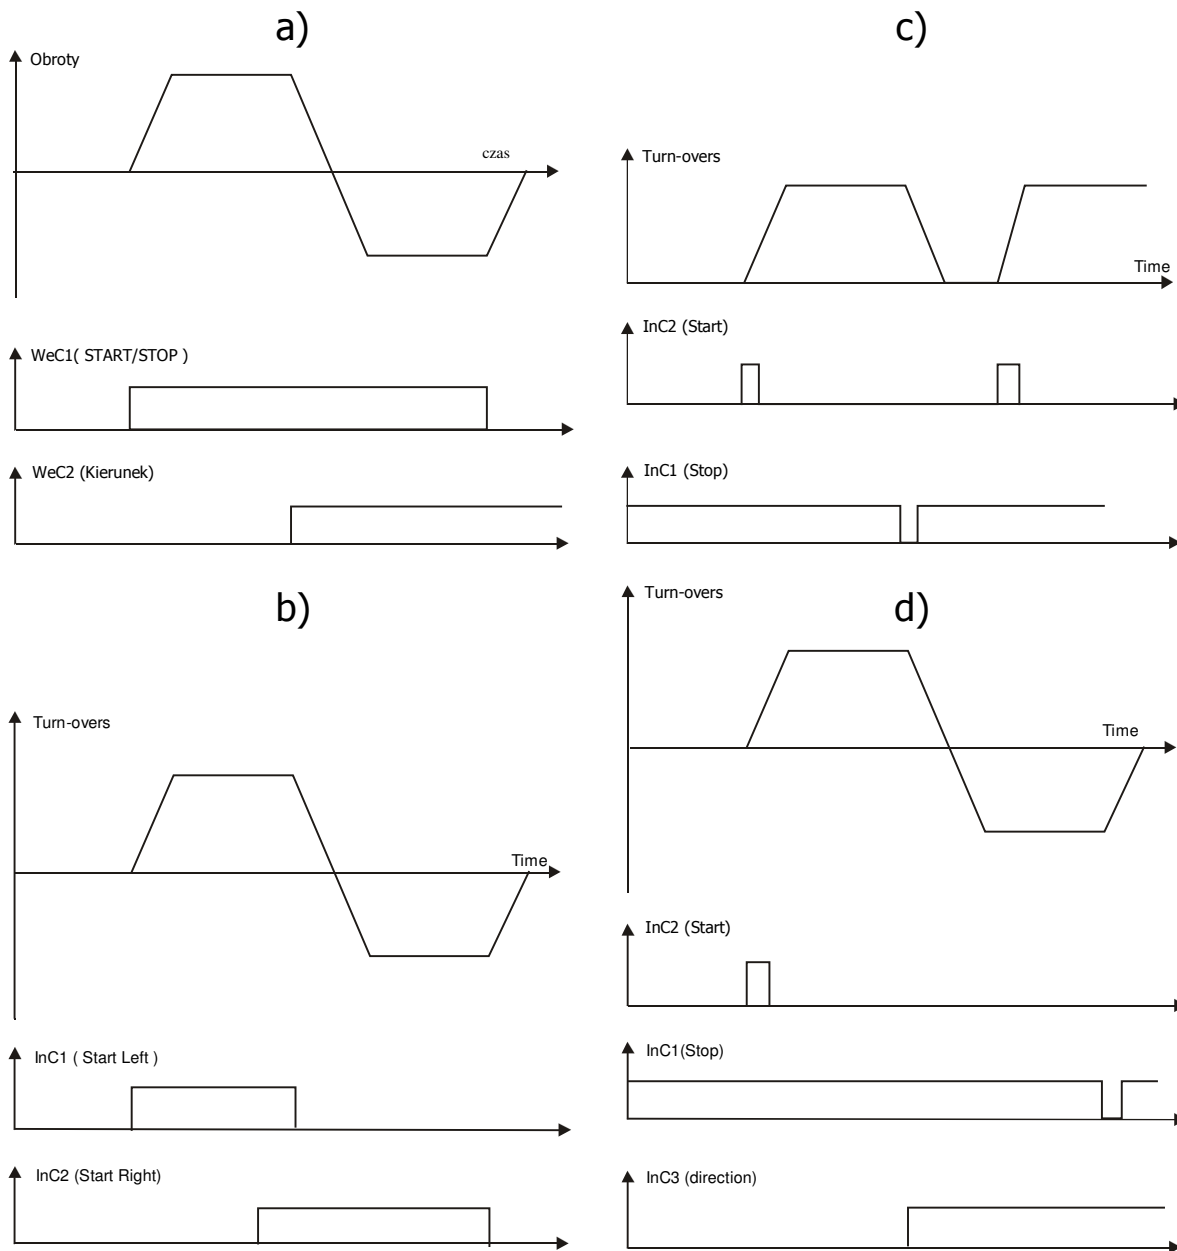 a)
Obroty
czas
WeC1( START/STOP )
WeC2 (Kierunek)
b)
Turn-overs
Time
InC1 ( Start Left )
InC2 (Start Right)
c)
Turn-overs
Time
InC2 (Start)
InC1 (Stop)
d)
Turn-overs
Time
InC2 (Start)
InC1(Stop)
InC3 (direction)